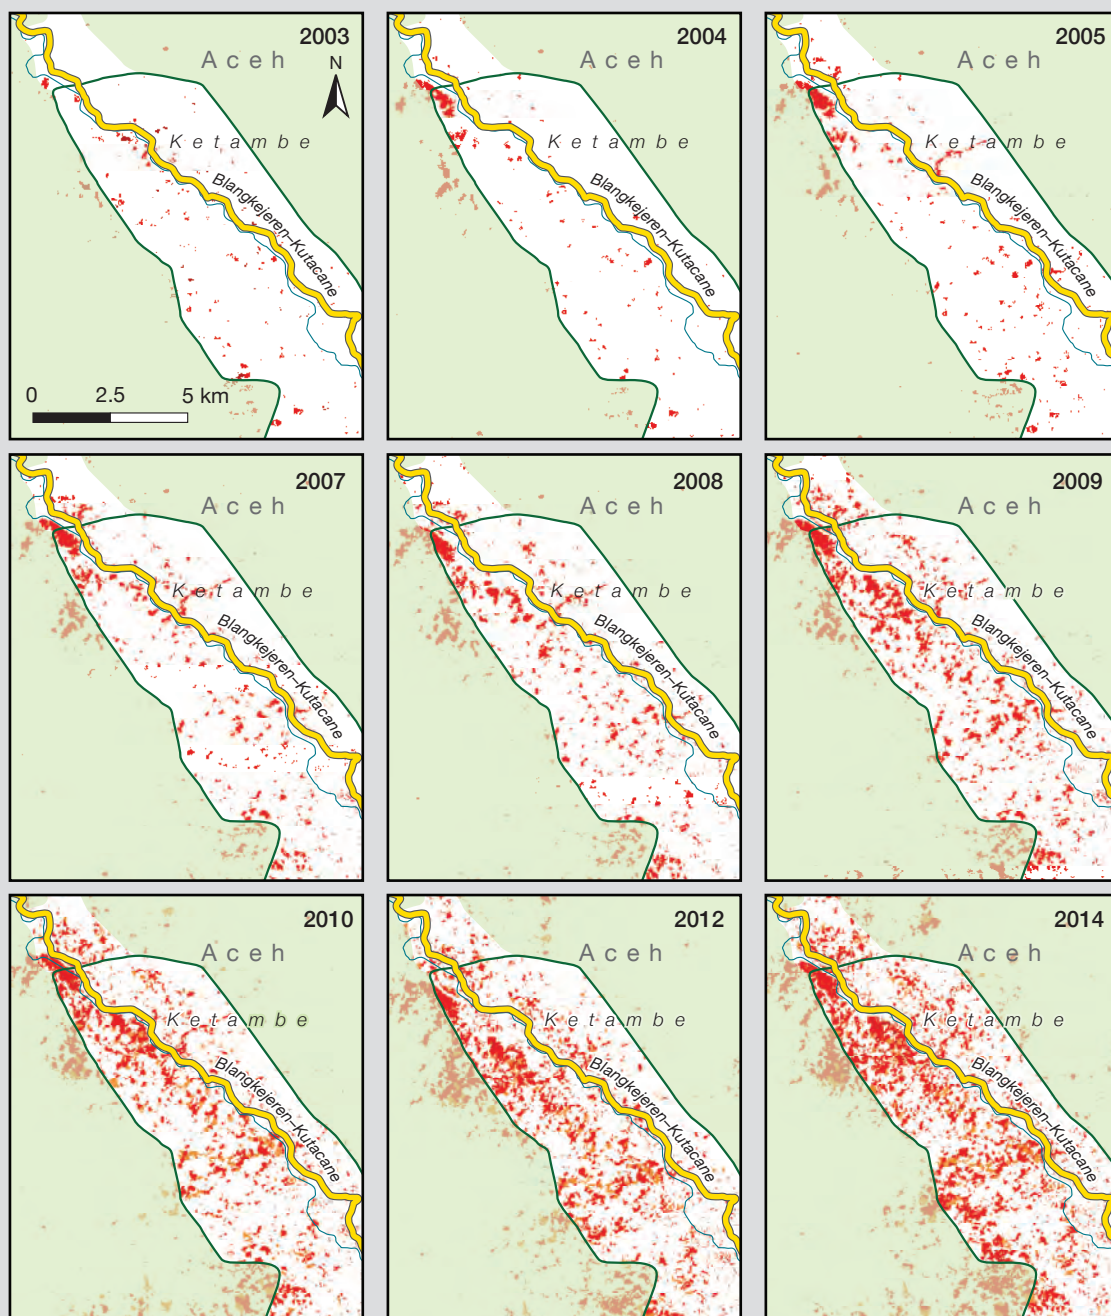 2003
Aceh
N
Ketambe
Blangkejeren–Kutacane
0 2.5 5 km
2004
Aceh
Ketambe
Blangkejeren–Kutacane
2005
Aceh
Ketambe
Blangkejeren–Kutacane
2007
Aceh
Ketambe
Blangkejeren–Kutacane
2008
Aceh
Ketambe
Blangkejeren–Kutacane
2009
Aceh
Ketambe
Blangkejeren–Kutacane
2010
Aceh
Ketambe
Blangkejeren–Kutacane
2012
Aceh
Ketambe
Blangkejeren–Kutacane
2014
Aceh
Ketambe
Blangkejeren–Kutacane